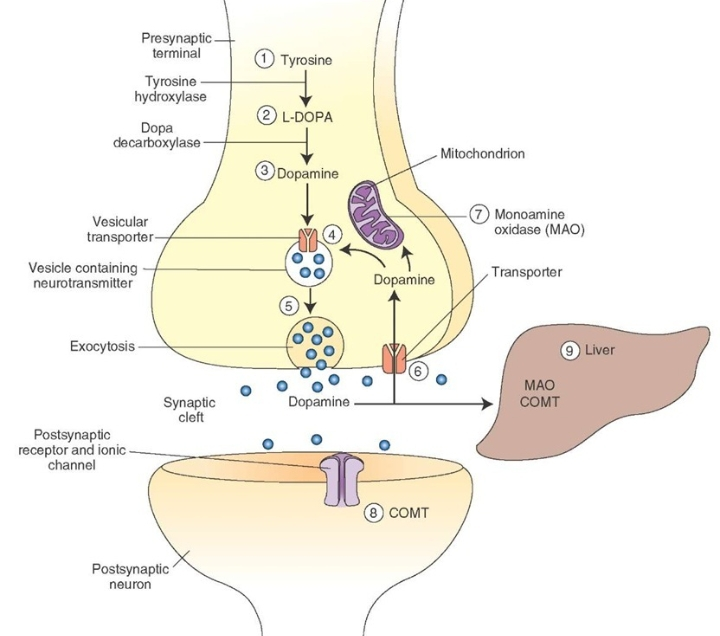 Presynaptic
terminal
1 Tyrosine
Tyrosine
hydroxylase
2 L-DOPA
Dopa
decarboxylase
3 Dopamine
Mitochondrion
7 Monoamine
oxidase (MAO)
Vesicular
transporter
4
Vesicle containing
neurotransmitter
Dopamine
Transporter
5
Exocytosis
6
9 Liver
MAO
COMT
Synaptic
cleft
Dopamine
Postsynaptic
receptor and ionic
channel
8 COMT
Postsynaptic
neuron